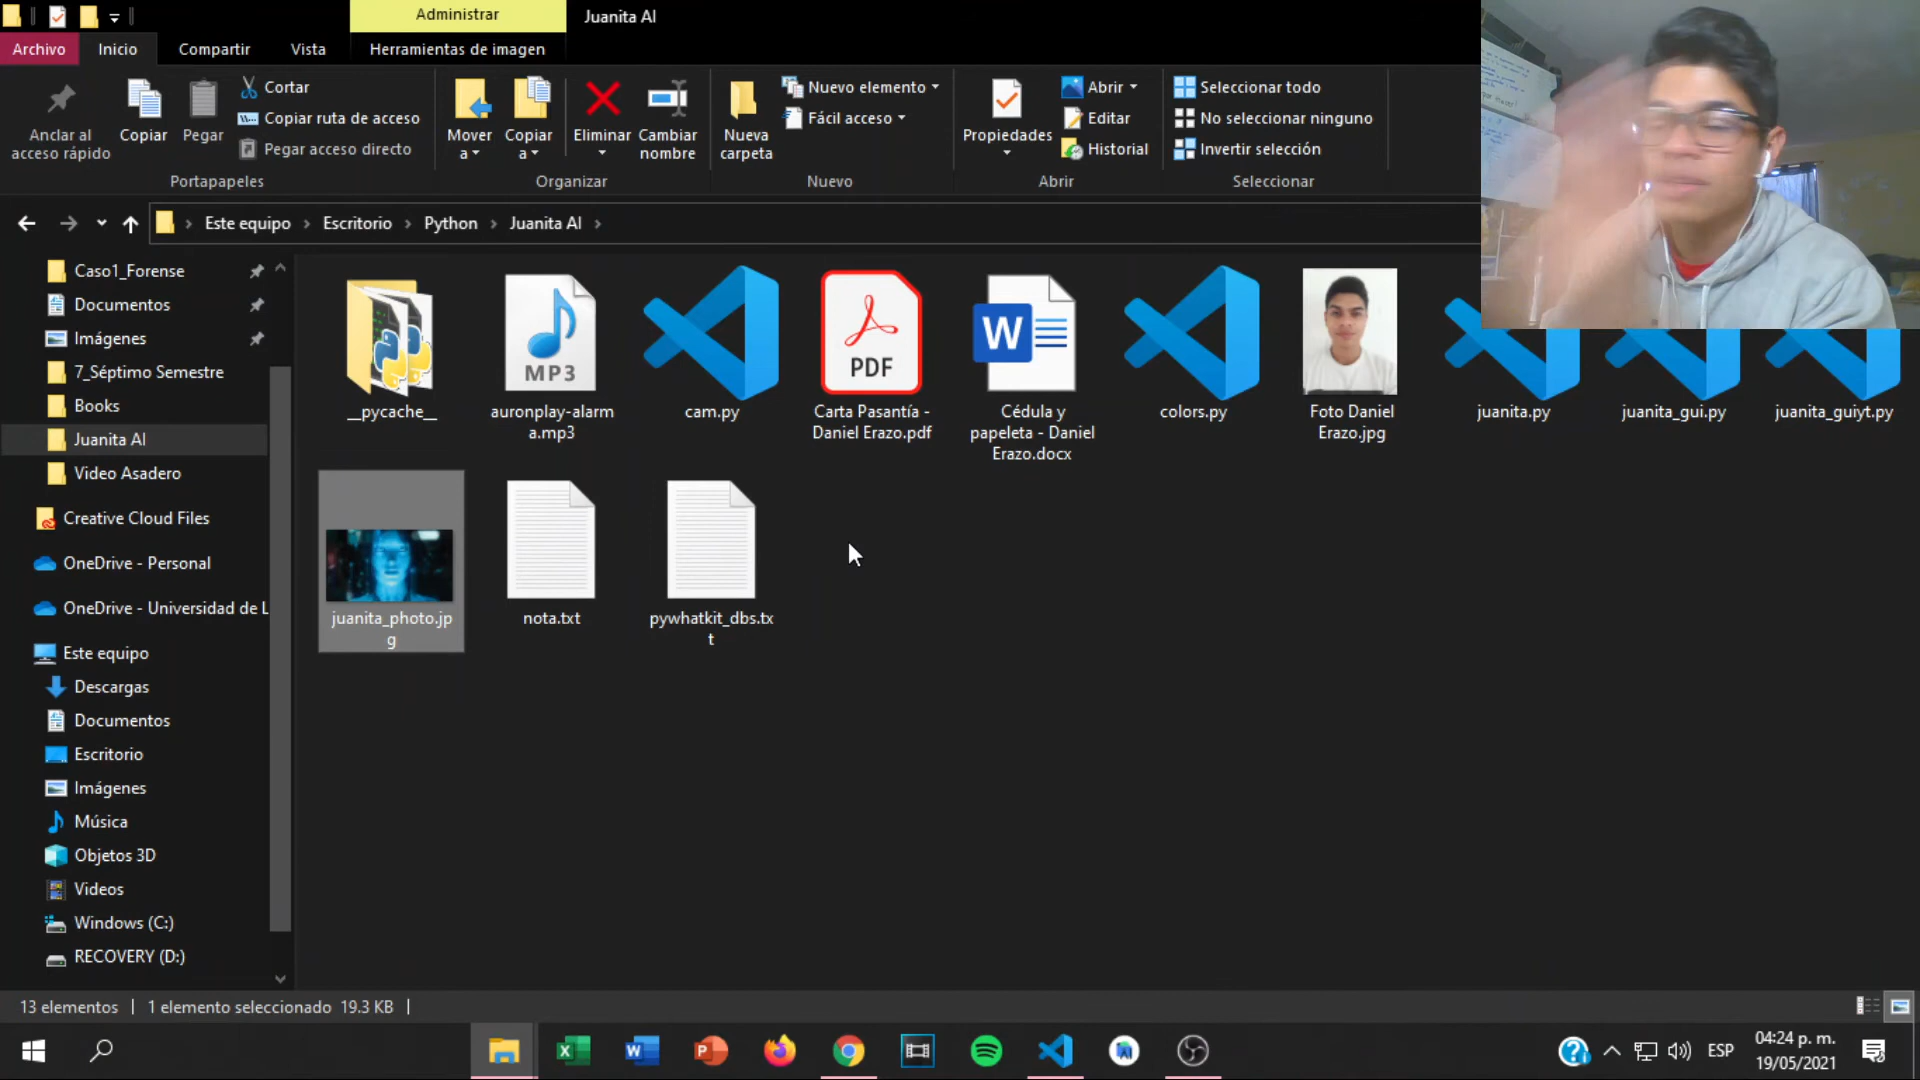 Administrar
Juanita AI
Archivo
Inicio
Compartir
Vista
Herramientas de imagen
Anclar al
acceso rápido
Copiar
Pegar
Cortar
Copiar ruta de acceso
Pegar acceso directo
Portapapeles
Mover
a
Copiar
a
Eliminar
Cambiar
nombre
Organizar
Nueva
carpeta
Nuevo elemento
Fácil acceso
Nuevo
Propiedades
Abrir
Editar
Historial
Abrir
Seleccionar todo
No seleccionar ninguno
Invertir selección
Seleccionar
Este equipo > Escritorio > Python > Juanita AI >
Caso1_Forense
Documentos
Imágenes
7_Séptimo Semestre
Books
Juanita AI
Video Asadero
Creative Cloud Files
OneDrive - Personal
OneDrive - Universidad de L
Este equipo
Descargas
Documentos
Escritorio
Imágenes
Música
Objetos 3D
Videos
Windows (C:)
RECOVERY (D:)
__pycache__
MP3
auronplay-alarm
a.mp3
cam.py
PDF
Carta Pasantía -
Daniel Erazo.pdf
W
Cédula y
papeleta - Daniel
Erazo.docx
colors.py
Foto Daniel
Erazo.jpg
juanita.py
juanita_gui.py
juanita_guiyt.py
juanita_photo.jp
g
nota.txt
pywhatkit_dbs.tx
t
13 elementos
1 elemento seleccionado 19.3 KB
ESP
04:24 p. m.
19/05/2021